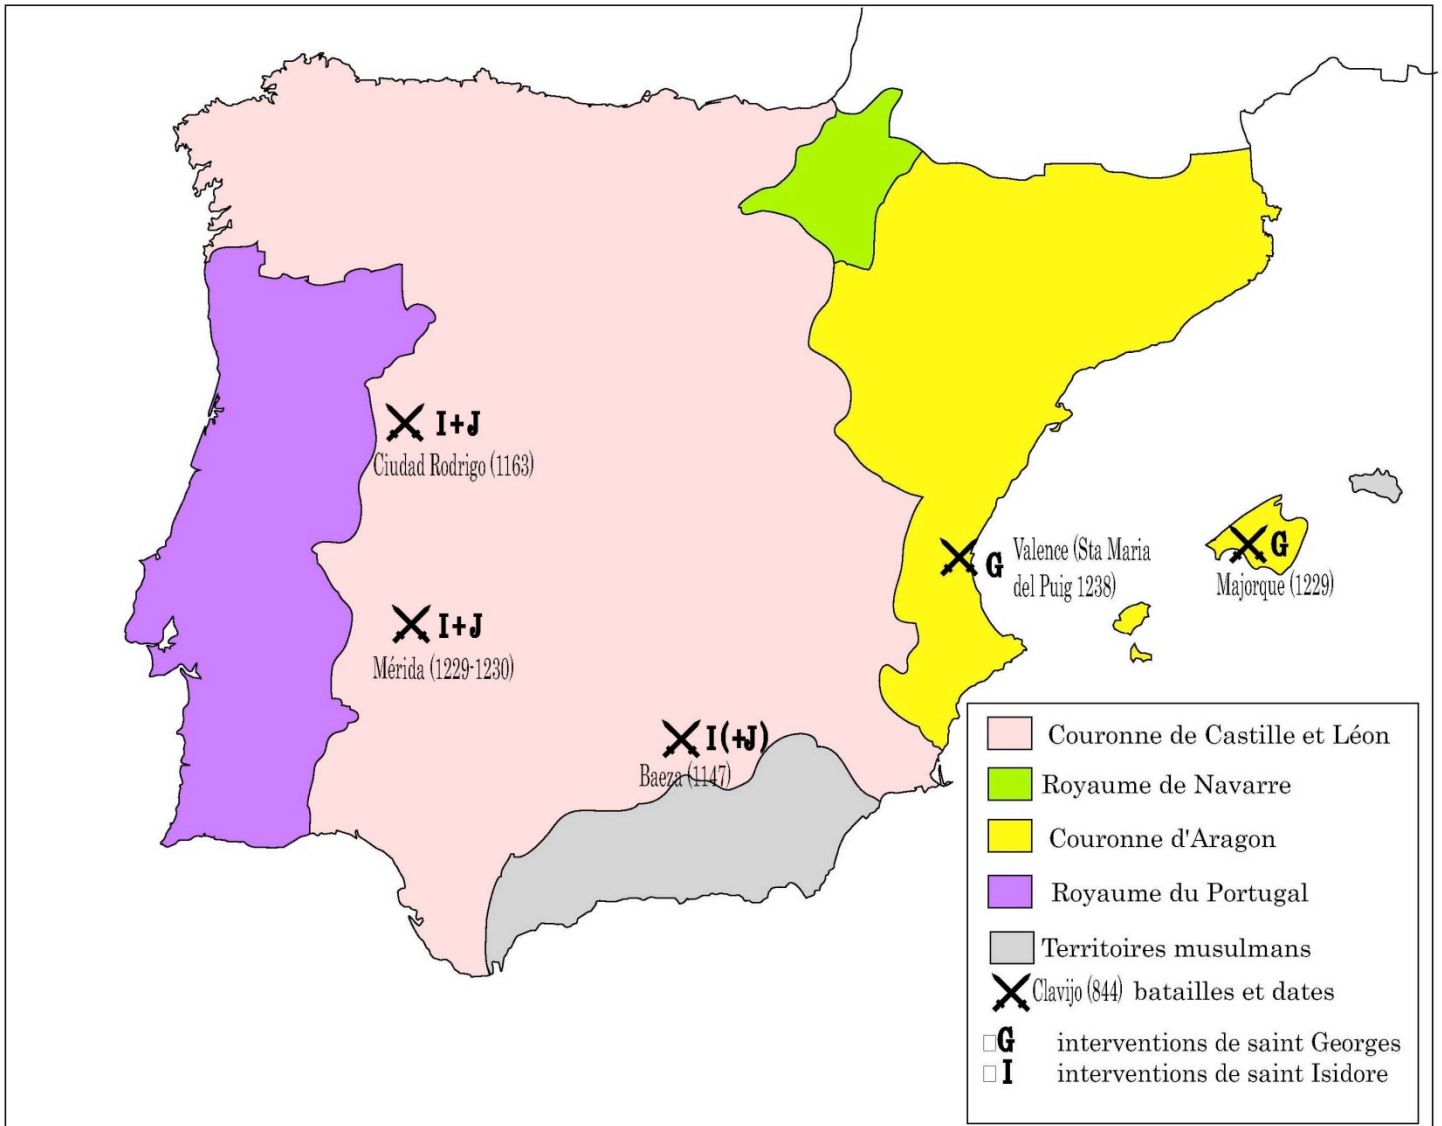 I+J
Ciudad Rodrigo (1163)
G
Valence (Sta Maria
del Puig 1238)
G
Majorque (1229)
I+J
Mérida (1229-1230)
I(+J)
Baeza (1147)
Couronne de Castille et Léon
Royaume de Navarre
Couronne d'Aragon
Royaume du Portugal
Territoires musulmans
Clavijo (844) batailles et dates
G interventions de saint Georges
I interventions de saint Isidore